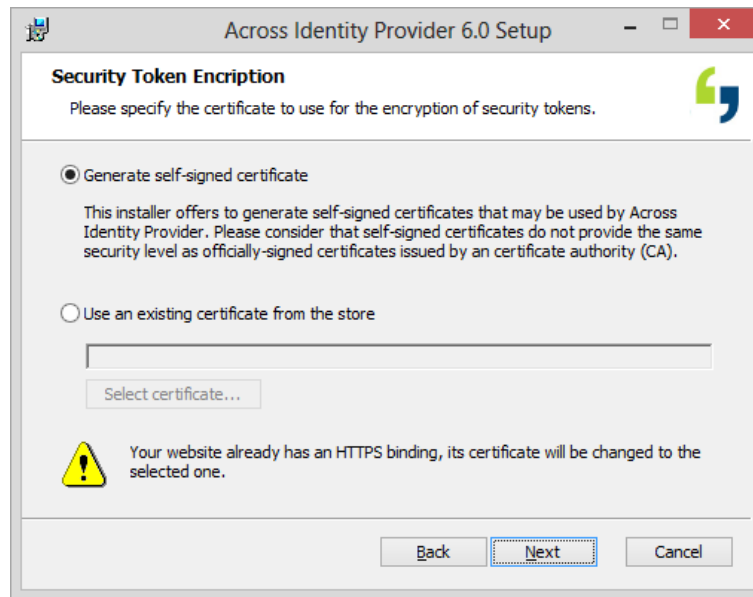 Across Identity Provider 6.0 Setup
Security Token Encription
Please specify the certificate to use for the encryption of security tokens.
Generate self-signed certificate
This installer offers to generate self-signed certificates that may be used by Across
Identity Provider. Please consider that self-signed certificates do not provide the same
security level as officially-signed certificates issued by an certificate authority (CA).
Use an existing certificate from the store
Select certificate...
Your website already has an HTTPS binding, its certificate will be changed to the
selected one.
Back Next Cancel